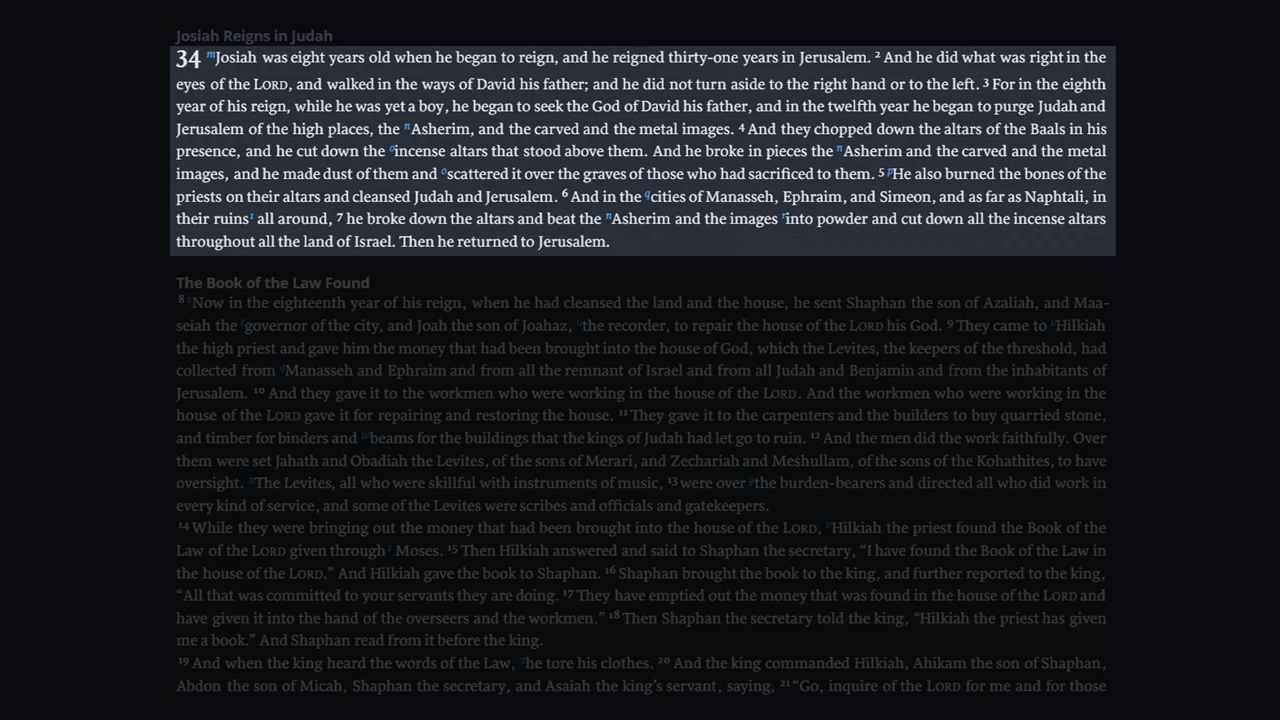 Josiah Reigns in Judah
34 mJosiah was eight years old when he began to reign, and he reigned thirty-one years in Jerusalem. 2 And he did what was right in the
eyes of the LORD, and walked in the ways of David his father; and he did not turn aside to the right hand or to the left. 3 For in the eighth
year of his reign, while he was yet a boy, he began to seek the God of David his father, and in the twelfth year he began to purge Judah and
Jerusalem of the high places, the nAsherim, and the carved and the metal images. 4 And they chopped down the altars of the Baals in his
presence, and he cut down the oincense altars that stood above them. And he broke in pieces the nAsherim and the carved and the metal
images, and he made dust of them and oscattered it over the graves of those who had sacrificed to them. 5 pHe also burned the bones of the
priests on their altars and cleansed Judah and Jerusalem. 6 And in the qcities of Manasseh, Ephraim, and Simeon, and as far as Naphtali, in
their ruins1 all around, 7 he broke down the altars and beat the nAsherim and the images rinto powder and cut down all the incense altars
throughout all the land of Israel. Then he returned to Jerusalem.
The Book of the Law Found
8 sNow in the eighteenth year of his reign, when he had cleansed the land and the house, he sent Shaphan the son of Azaliah, and Maa-
seiah the tgovernor of the city, and Joah the son of Joahaz, uthe recorder, to repair the house of the LORD his God. 9 They came to vHilkiah
the high priest and gave him the money that had been brought into the house of God, which the Levites, the keepers of the threshold, had
collected from qManasseh and Ephraim and from all the remnant of Israel and from all Judah and Benjamin and from the inhabitants of
Jerusalem. 10 And they gave it to the workmen who were working in the house of the LORD. And the workmen who were working in the
house of the LORD gave it for repairing and restoring the house. 11 They gave it to the carpenters and the builders to buy quarried stone,
and timber for binders and wbeams for the buildings that the kings of Judah had let go to ruin. 12 And the men did the work faithfully. Over
them were set Jahath and Obadiah the Levites, of the sons of Merari, and Zechariah and Meshullam, of the sons of the Kohathites, to have
oversight. xThe Levites, all who were skillful with instruments of music, 13 were over ythe burden-bearers and directed all who did work in
every kind of service, and some of the Levites were scribes and officials and gatekeepers.
14 While they were bringing out the money that had been brought into the house of the LORD, vHilkiah the priest found the Book of the
Law of the LORD given through2 Moses. 15 Then Hilkiah answered and said to Shaphan the secretary, “I have found the Book of the Law in
the house of the LORD.” And Hilkiah gave the book to Shaphan. 16 Shaphan brought the book to the king, and further reported to the king,
“All that was committed to your servants they are doing. 17 They have emptied out the money that was found in the house of the LORD and
have given it into the hand of the overseers and the workmen.” 18 Then Shaphan the secretary told the king, “Hilkiah the priest has given
me a book.” And Shaphan read from it before the king.
19 And when the king heard the words of the Law, zhe tore his clothes. 20 And the king commanded Hilkiah, Ahikam the son of Shaphan,
Abdon the son of Micah, Shaphan the secretary, and Asaiah the king’s servant, saying, 21 “Go, inquire of the LORD for me and for those